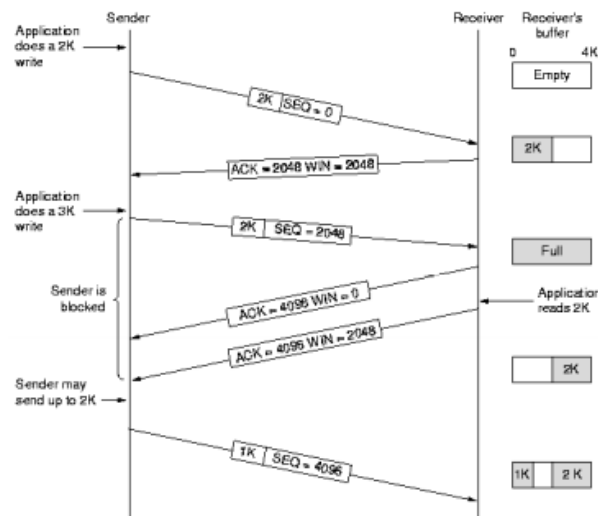 Sender
Receiver
Receiver's
buffer
Application
does a 2K
write
0 4K
Empty
2K SEQ = 0
2K
ACK = 2048 WIN = 2048
Application
does a 3K
write
2K SEQ = 2048
Full
Sender is
blocked
Application
reads 2K
ACK = 4096 WIN = 0
ACK = 4096 WIN = 2048
2K
Sender may
send up to 2K
1K SEQ = 4096
1K 2 K